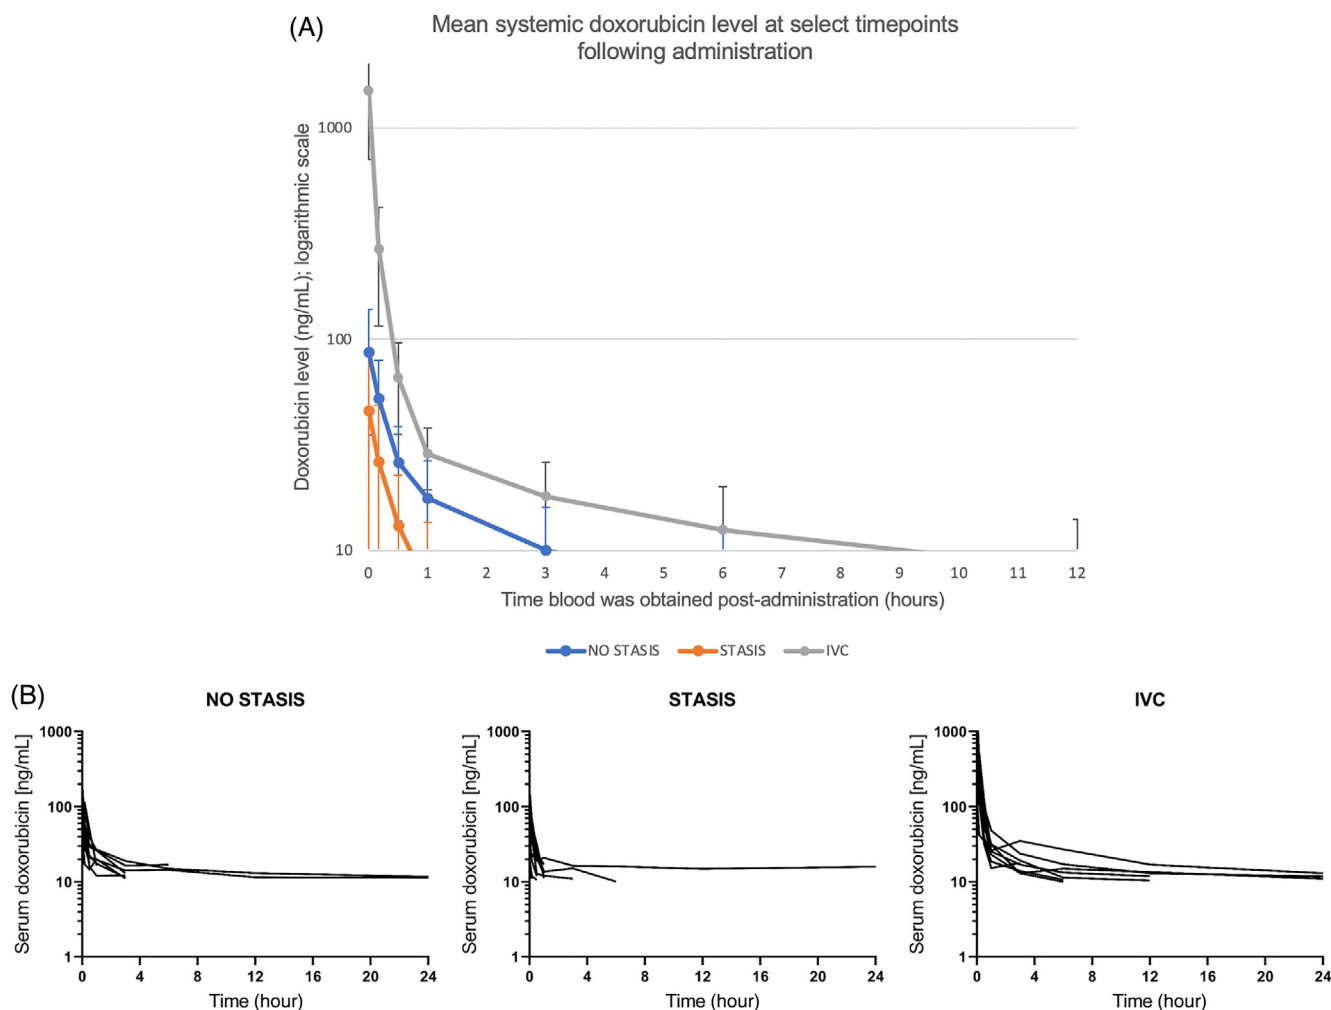 (A)
Mean systemic doxorubicin level at select timepoints
following administration
Doxorubicin level (ng/mL); logarithmic scale
1000
100
10
0 1 2 3 4 5 6 7 8 9 10 11 12
Time blood was obtained post-administration (hours)
NO STASIS STASIS IVC
(B)
NO STASIS
Serum doxorubicin [ng/mL]
1000
100
10
1
0 4 8 12 16 20 24
Time (hour)
STASIS
Serum doxorubicin [ng/mL]
1000
100
10
1
0 4 8 12 16 20 24
Time (hour)
IVC
Serum doxorubicin [ng/mL]
1000
100
10
1
0 4 8 12 16 20 24
Time (hour)